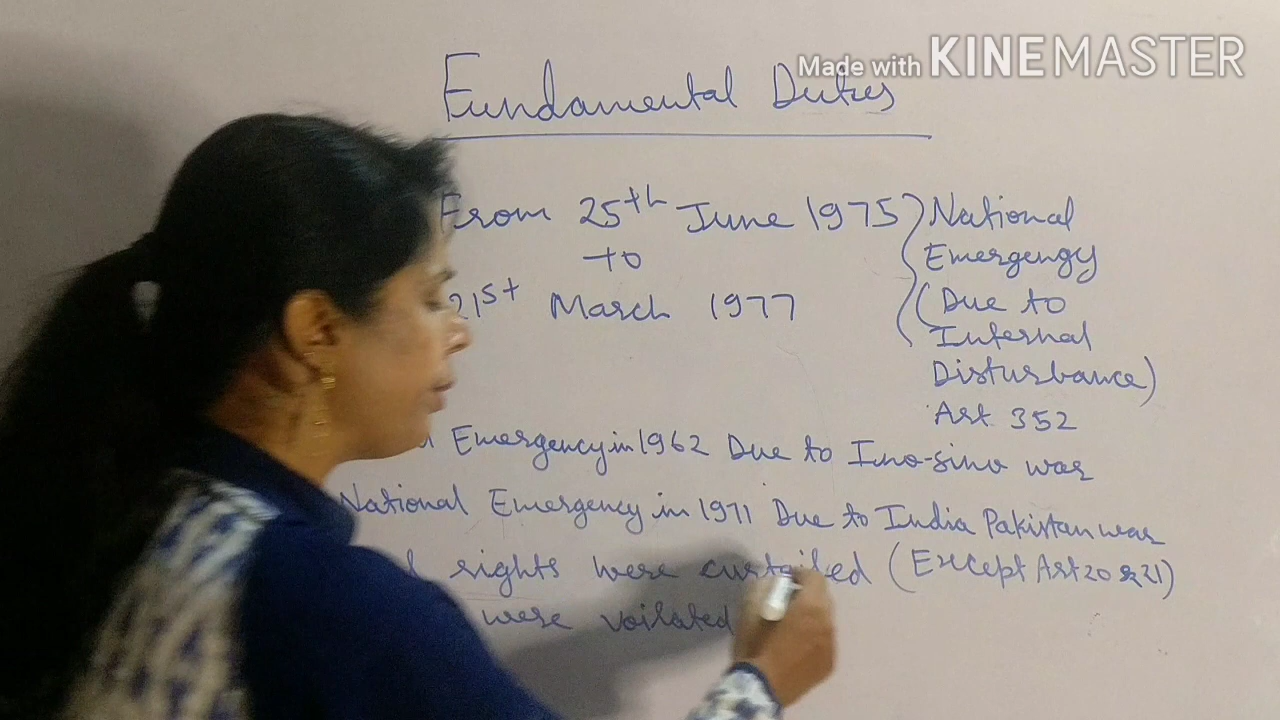 Made with KINEMASTER
Fundamental Duties
From 25th June 1975
to
21st March 1977
National
Emergengy
(Due to
Internal
Disturbance)
Art 352
Emergency in 1962 Due to Ino-sino war
National Emergency in 1971 Due to India Pakistan war
rights were curtailed (Except Art 20 & 21)
were voilated